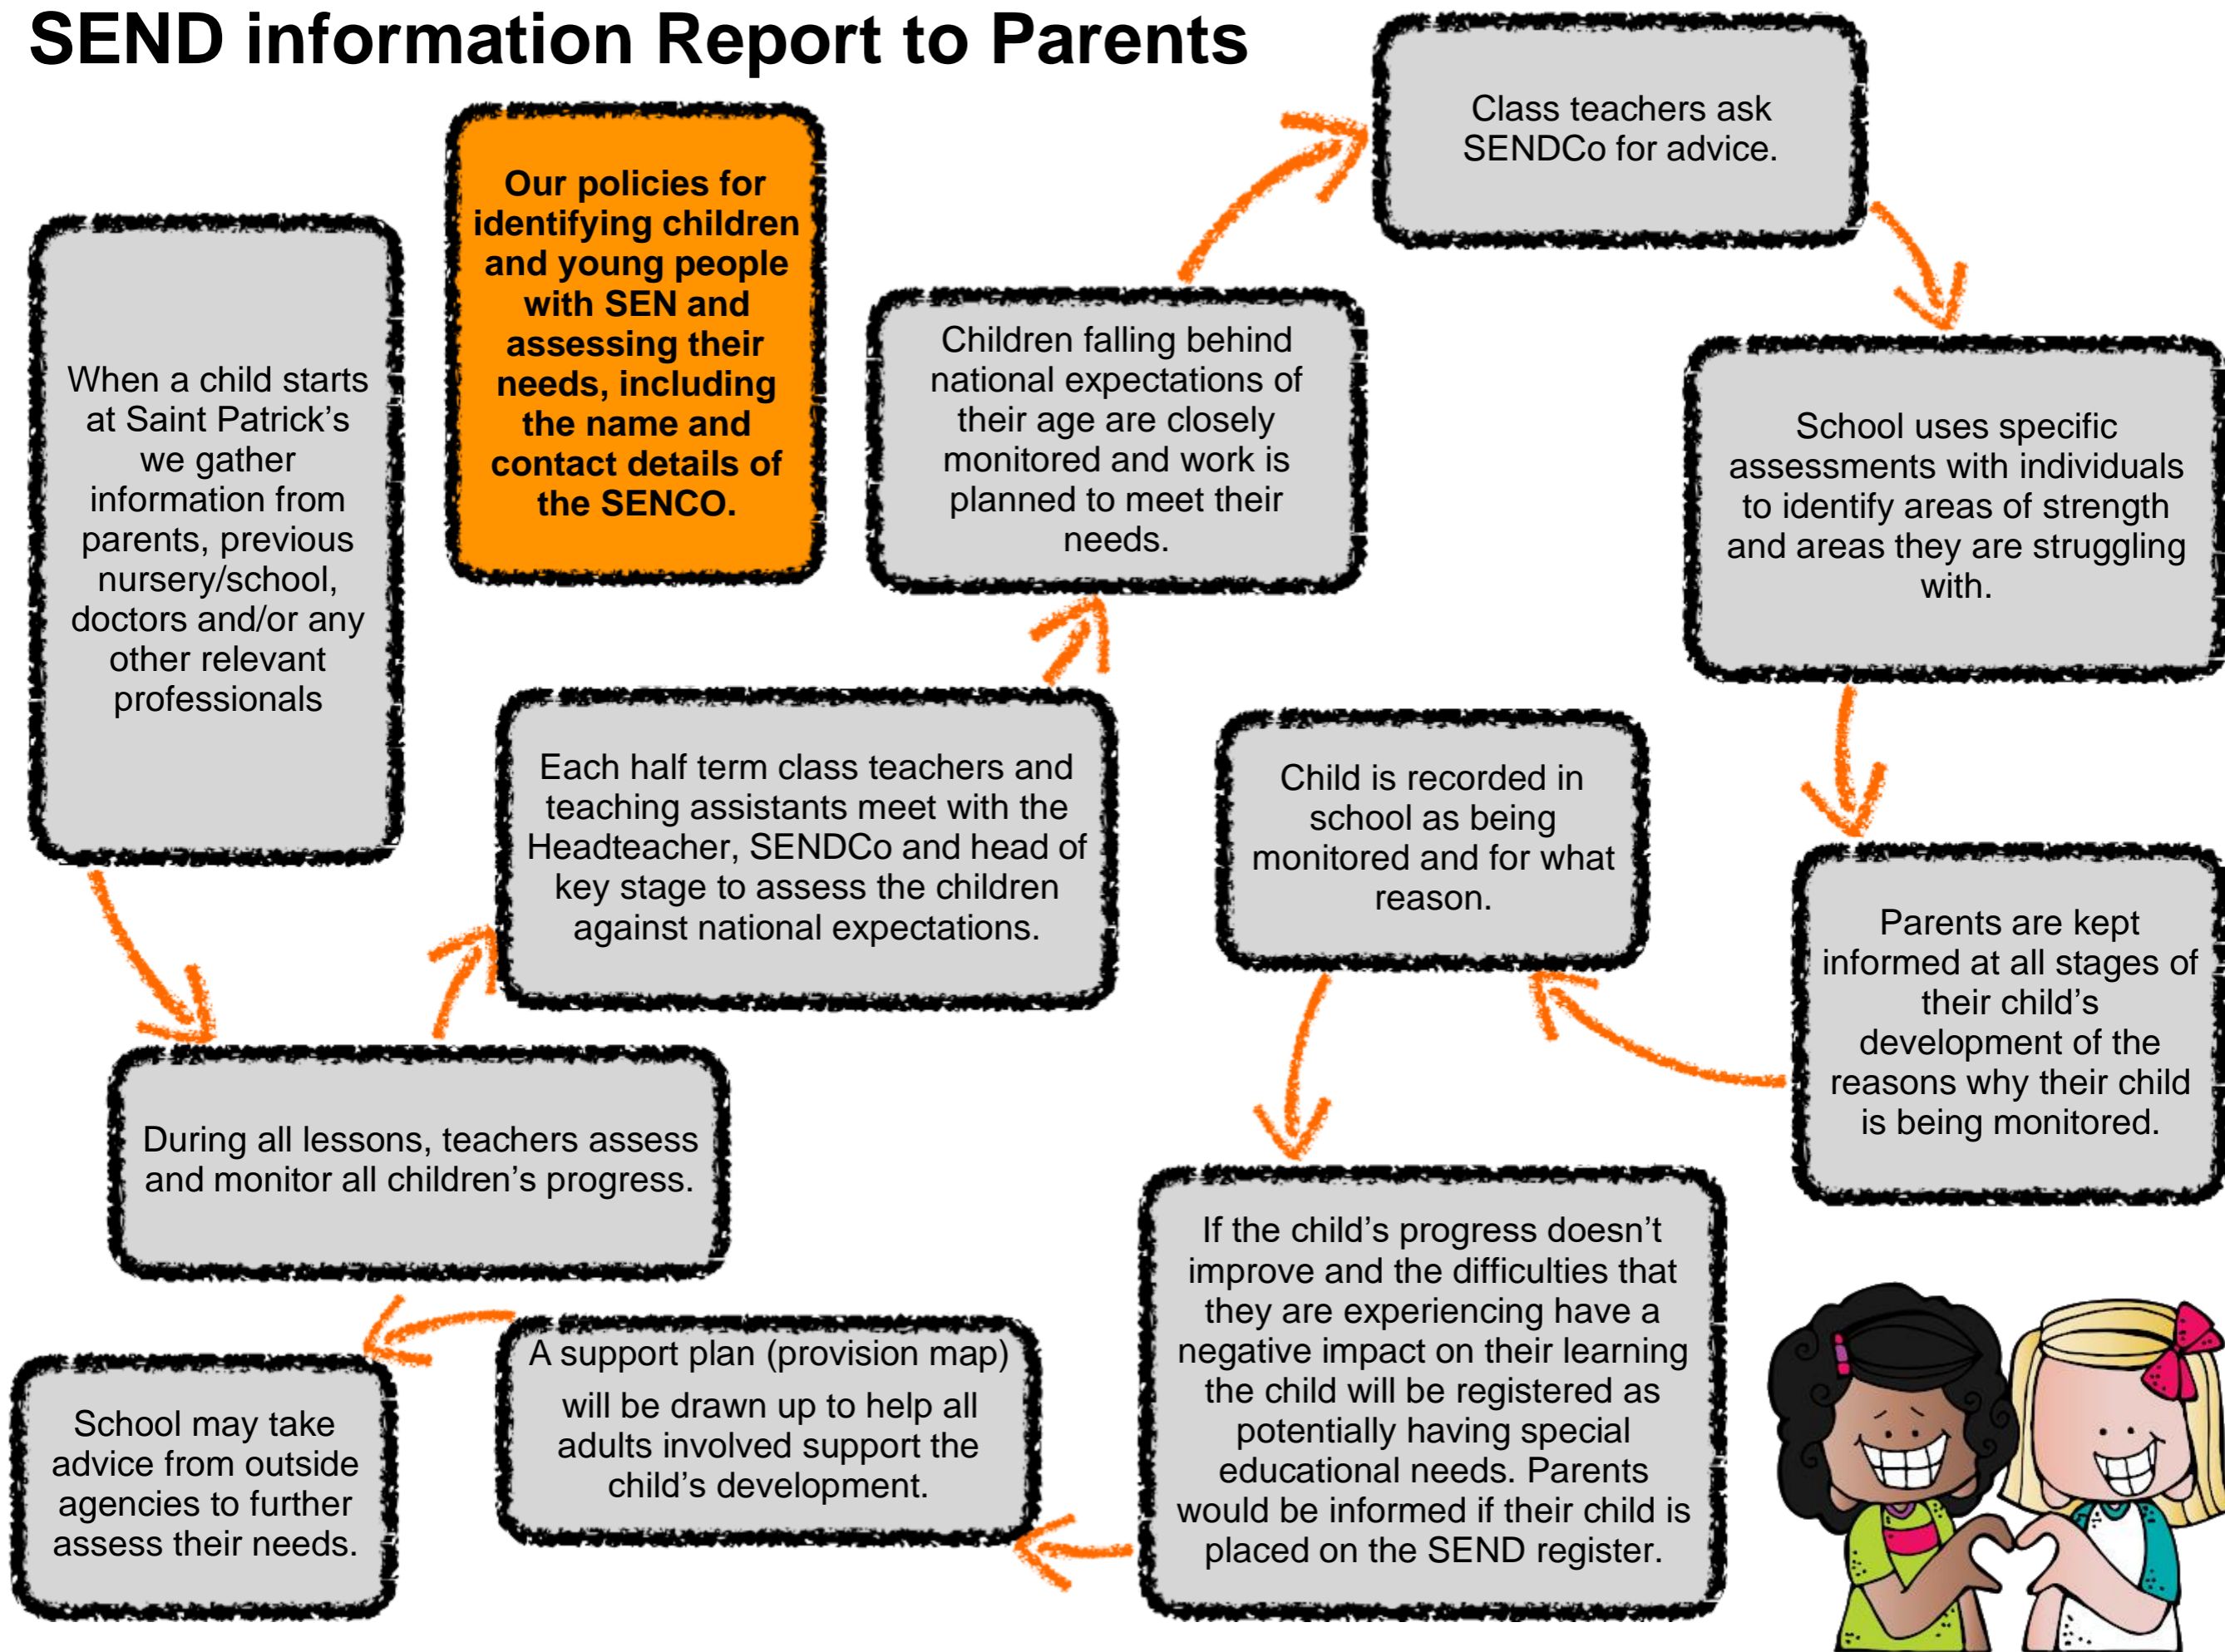 SEND information Report to Parents
Our policies for
identifying children
and young people
with SEN and
assessing their
needs, including
the name and
contact details of
the SENCO.
When a child starts
at Saint Patrick’s
we gather
information from
parents, previous
nursery/school,
doctors and/or any
other relevant
professionals
During all lessons, teachers assess
and monitor all children’s progress.
Each half term class teachers and
teaching assistants meet with the
Headteacher, SENDCo and head of
key stage to assess the children
against national expectations.
Children falling behind
national expectations of
their age are closely
monitored and work is
planned to meet their
needs.
Class teachers ask
SENDCo for advice.
School uses specific
assessments with individuals
to identify areas of strength
and areas they are struggling
with.
Parents are kept
informed at all stages of
their child’s
development of the
reasons why their child
is being monitored.
Child is recorded in
school as being
monitored and for what
reason.
If the child’s progress doesn’t
improve and the difficulties that
they are experiencing have a
negative impact on their learning
the child will be registered as
potentially having special
educational needs. Parents
would be informed if their child is
placed on the SEND register.
A support plan (provision map)
will be drawn up to help all
adults involved support the
child’s development.
School may take
advice from outside
agencies to further
assess their needs.